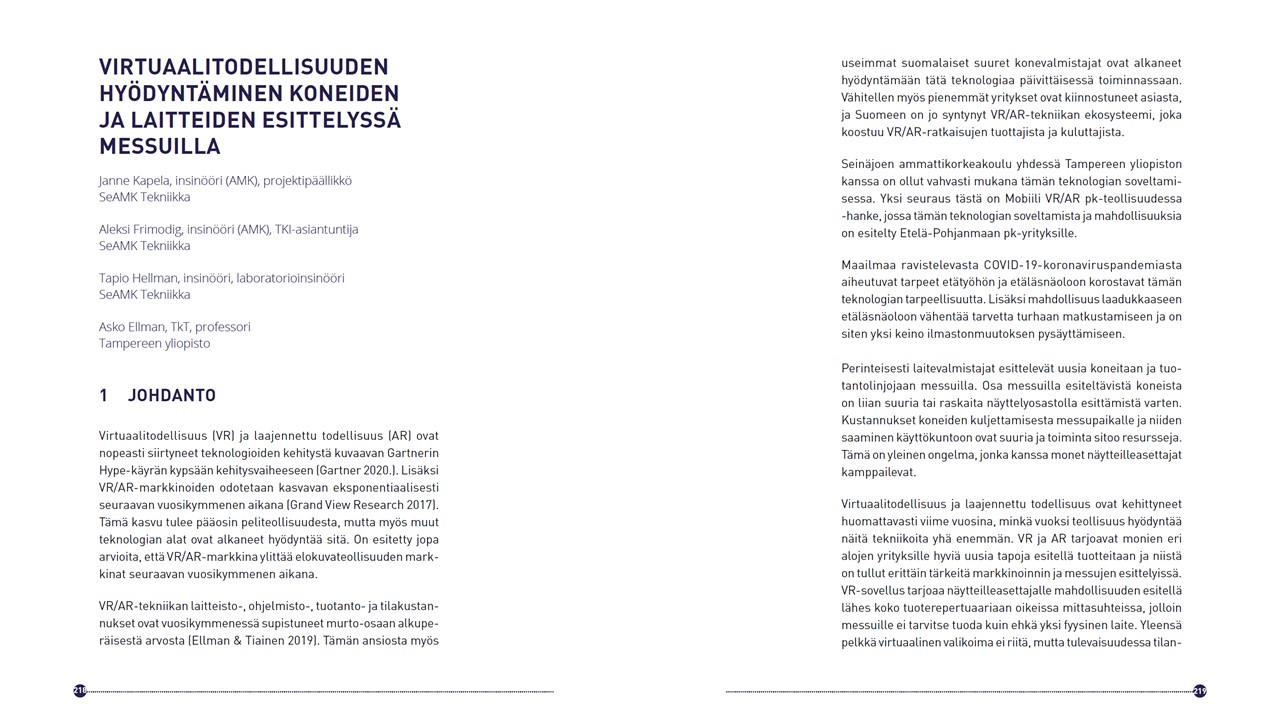 VIRTUAALITODELLISUUDEN
HYÖDYNTÄMINEN KONEIDEN
JA LAITTEIDEN ESITTELYSSÄ
MESSUILLA
Janne Kapela, insinööri (AMK), projektipäällikkö
SeAMK Tekniikka
Aleksi Frimodig, insinööri (AMK), TKI-asiantuntija
SeAMK Tekniikka
Tapio Hellman, insinööri, laboratorioinsinööri
SeAMK Tekniikka
Asko Ellman, TkT, professori
Tampereen yliopisto
1 JOHDANTO
Virtuaalitodellisuus (VR) ja laajennettu todellisuus (AR) ovat
nopeasti siirtyneet teknologioiden kehitystä kuvaavan Gartnerin
Hype-käyrän kypsään kehitysvaiheeseen (Gartner 2020.). Lisäksi
VR/AR-markkinoiden odotetaan kasvavan eksponentiaalisesti
seuraavan vuosikymmenen aikana (Grand View Research 2017).
Tämä kasvu tulee pääosin peliteollisuudesta, mutta myös muut
teknologian alat ovat alkaneet hyödyntää sitä. On esitetty jopa
arvioita, että VR/AR-markkina ylittää elokuvateollisuuden mark-
kinat seuraavan vuosikymmenen aikana.
VR/AR-tekniikan laitteisto-, ohjelmisto-, tuotanto- ja tilakustan-
nukset ovat vuosikymmenessä supistuneet murto-osaan alkupe-
räisestä arvosta (Ellman & Tiainen 2019). Tämän ansiosta myös
218
useimmat suomalaiset suuret konevalmistajat ovat alkaneet
hyödyntämään tätä teknologiaa päivittäisessä toiminnassaan.
Vähitellen myös pienemmät yritykset ovat kiinnostuneet asiasta,
ja Suomeen on jo syntynyt VR/AR-tekniikan ekosysteemi, joka
koostuu VR/AR-ratkaisujen tuottajista ja kuluttajista.
Seinäjoen ammattikorkeakoulu yhdessä Tampereen yliopiston
kanssa on ollut vahvasti mukana tämän teknologian soveltami-
sessa. Yksi seuraus tästä on Mobiili VR/AR pk-teollisuudessa
-hanke, jossa tämän teknologian soveltamista ja mahdollisuuksia
on esitelty Etelä-Pohjanmaan pk-yrityksille.
Maailmaa ravistelevasta COVID-19-koronaviruspandemiasta
aiheutuvat tarpeet etätyöhön ja etäläsnäoloon korostavat tämän
teknologian tarpeellisuutta. Lisäksi mahdollisuus laadukkaaseen
etäläsnäoloon vähentää tarvetta turhaan matkustamiseen ja on
siten yksi keino ilmastonmuutoksen pysäyttämiseen.
Perinteisesti laitevalmistajat esittelevät uusia koneitaan ja tuo-
tantolinjojaan messuilla. Osa messuilla esiteltävistä koneista
on liian suuria tai raskaita näyttelyosastolla esittämistä varten.
Kustannukset koneiden kuljettamisesta messupaikalle ja niiden
saaminen käyttökuntoon ovat suuria ja toiminta sitoo resursseja.
Tämä on yleinen ongelma, jonka kanssa monet näytteilleasettajat
kamppailevat.
Virtuaalitodellisuus ja laajennettu todellisuus ovat kehittyneet
huomattavasti viime vuosina, minkä vuoksi teollisuus hyödyntää
näitä tekniikoita yhä enemmän. VR ja AR tarjoavat monien eri
alojen yrityksille hyviä uusia tapoja esitellä tuotteitaan ja niistä
on tullut erittäin tärkeitä markkinoinnin ja messujen esittelyissä.
VR-sovellus tarjoaa näytteilleasettajalle mahdollisuuden esitellä
lähes koko tuoterepertuaariaan oikeissa mittasuhteissa, jolloin
messuille ei tarvitse tuoda kuin ehkä yksi fyysinen laite. Yleensä
pelkkä virtuaalinen valikoima ei riitä, mutta tulevaisuudessa tilan-
219